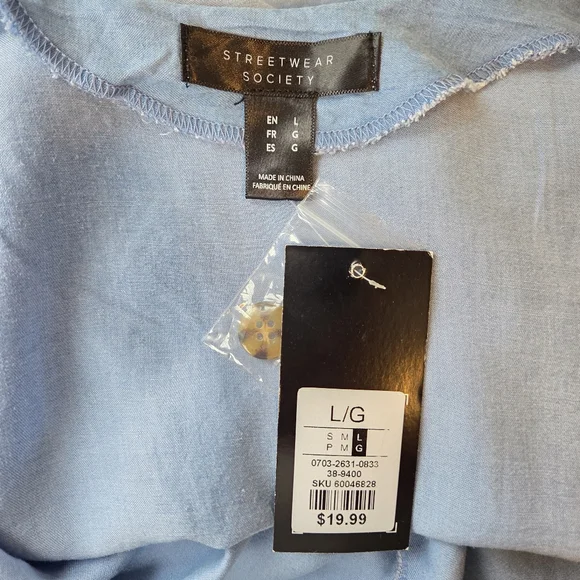 STREETWEAR
SOCIETY
EN L
FR G
ES G
MADE IN CHINA
FABRIQUÉ EN CHINE
L/G
S M L
P M G
0703-2631-0833
38-9400
SKU 60046828
$19.99